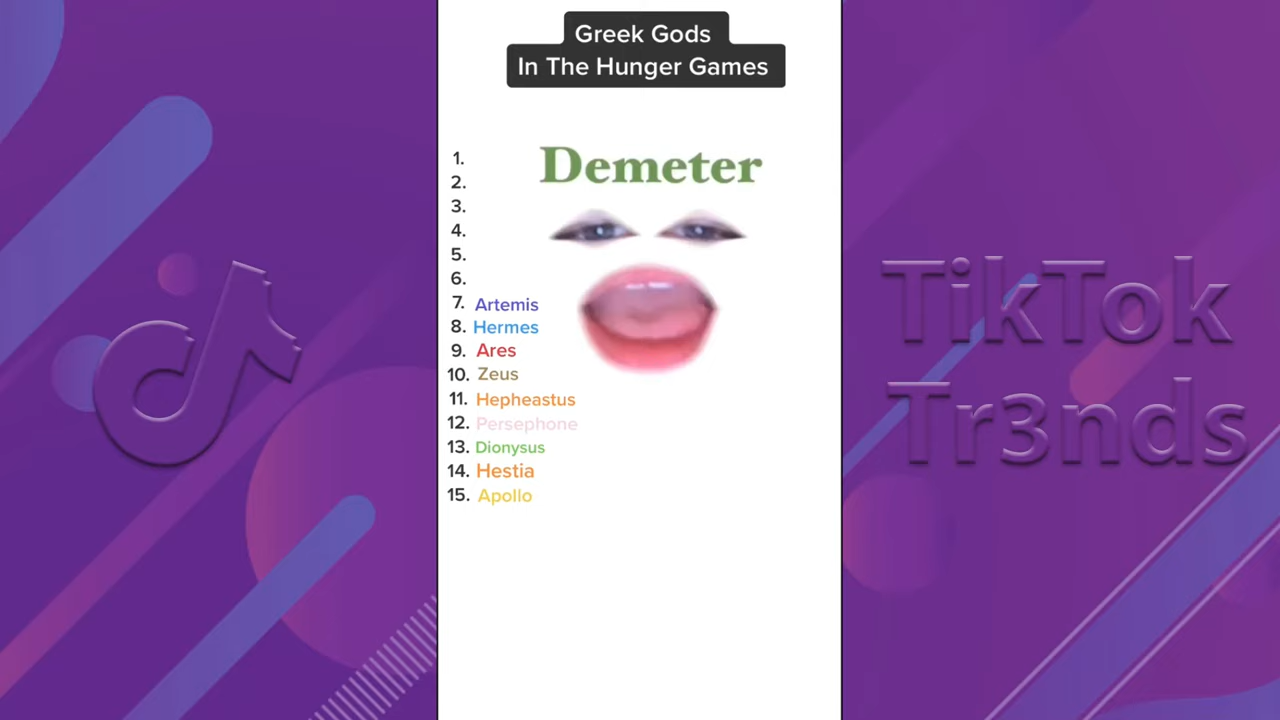 Greek Gods
In The Hunger Games
Demeter
1.
2.
3.
4.
5.
6.
7. Artemis
8. Hermes
9. Ares
10. Zeus
11. Hepheastus
12. Persephone
13. Dionysus
14. Hestia
15. Apollo
TikTok
Tr3nds